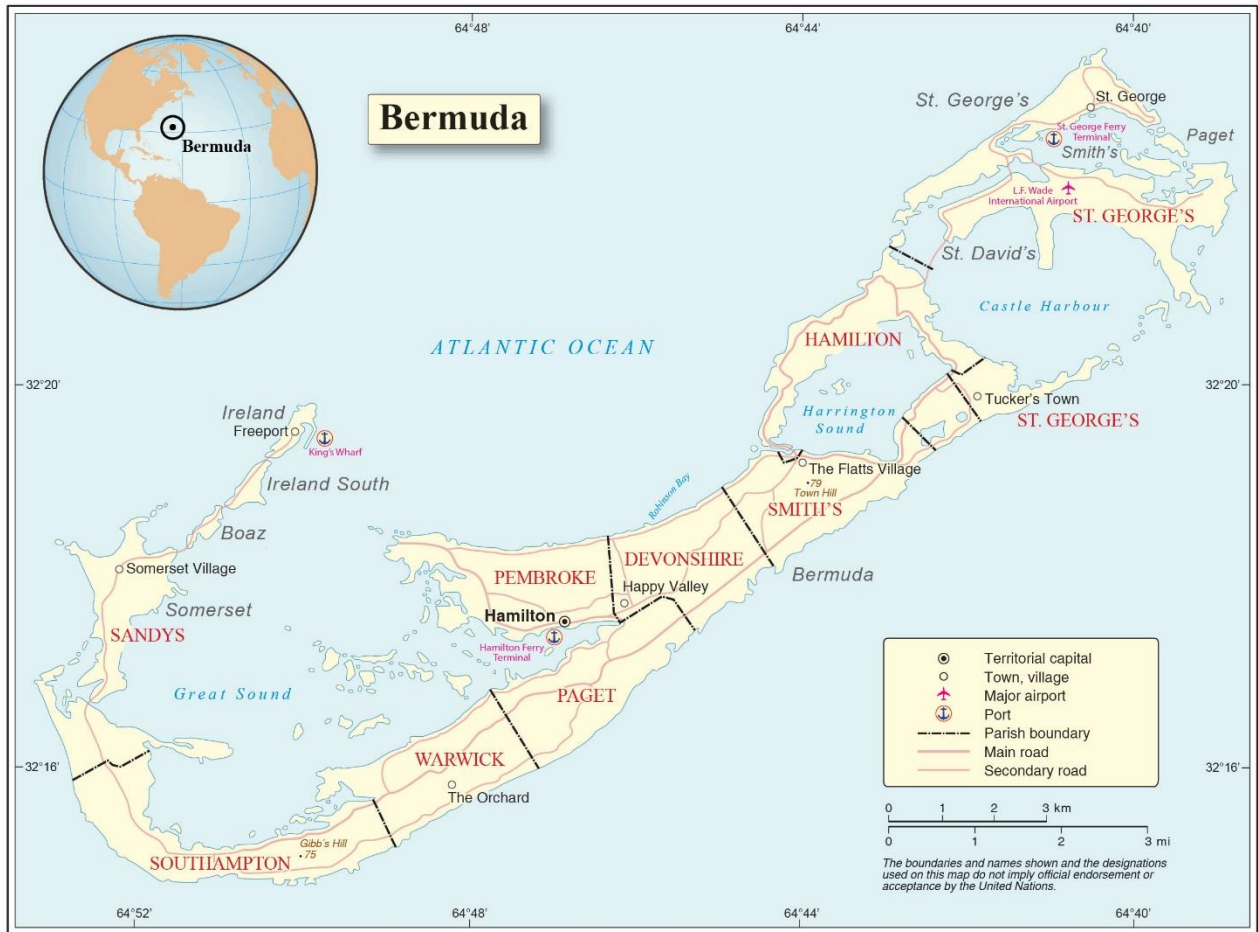 64°48'
64°44'
64°40'
Bermuda
Bermuda
St. George's
St. George
St. George Ferry
Terminal
Smith's
Paget
L.F. Wade
International Airport
ST. GEORGE'S
St. David's
Castle Harbour
ATLANTIC OCEAN
HAMILTON
32°20'
32°20'
Harrington
Sound
Tucker's Town
ST. GEORGE'S
Ireland
Freeport
King's Wharf
Ireland South
Boaz
Somerset Village
Somerset
SANDYS
The Flatts Village
79
Town Hill
SMITH'S
Robinson Bay
DEVONSHIRE
Bermuda
PEMBROKE
Happy Valley
Hamilton
Hamilton Ferry
Terminal
Great Sound
PAGET
WARWICK
The Orchard
32°16'
32°16'
Gibb's Hill
75
SOUTHAMPTON
Territorial capital
Town, village
Major airport
Port
Parish boundary
Main road
Secondary road
0 1 2 3 km
0 1 2 3 mi
The boundaries and names shown and the designations
used on this map do not imply official endorsement or
acceptance by the United Nations.
64°52'
64°48'
64°44'
64°40'